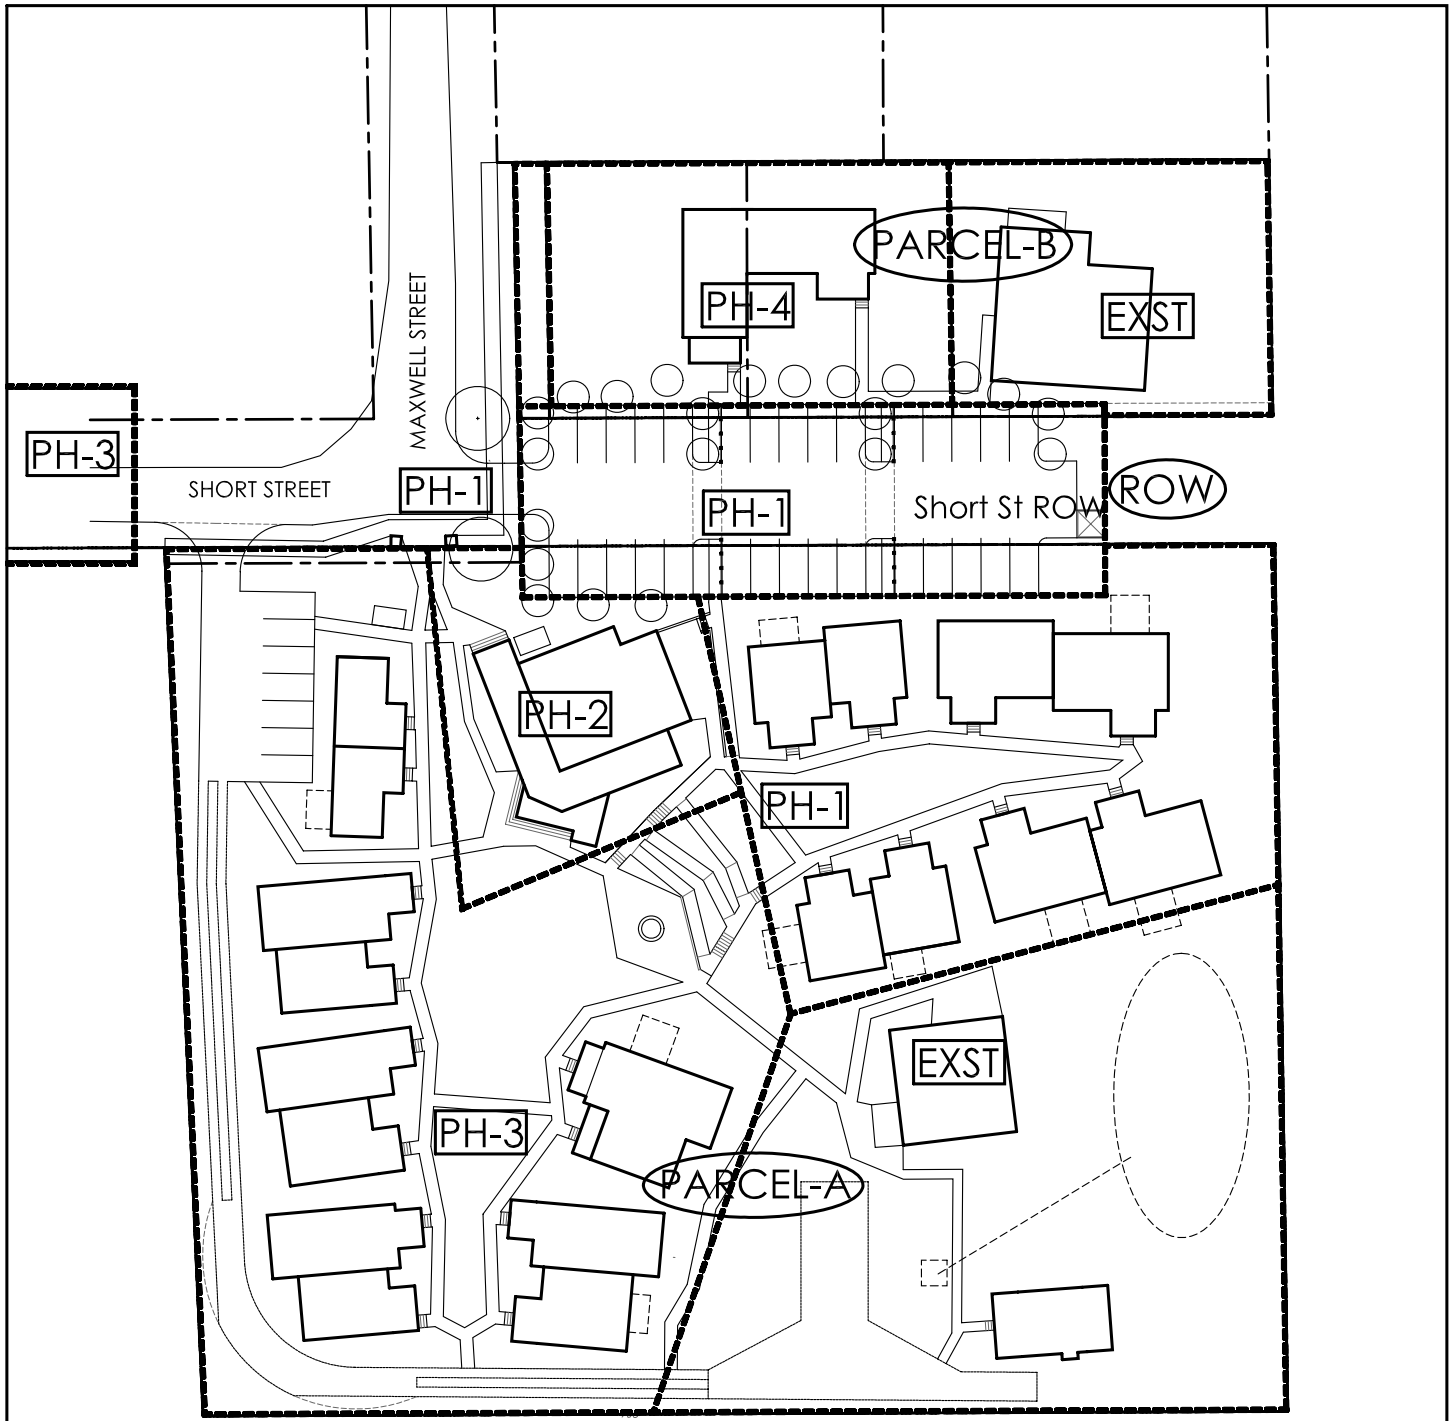 PARCEL-B
PH-4
EXST
MAXWELL STREET
PH-3
SHORT STREET
PH-1
PH-1
Short St ROW
ROW
PH-2
PH-1
EXST
PH-3
PARCEL-A